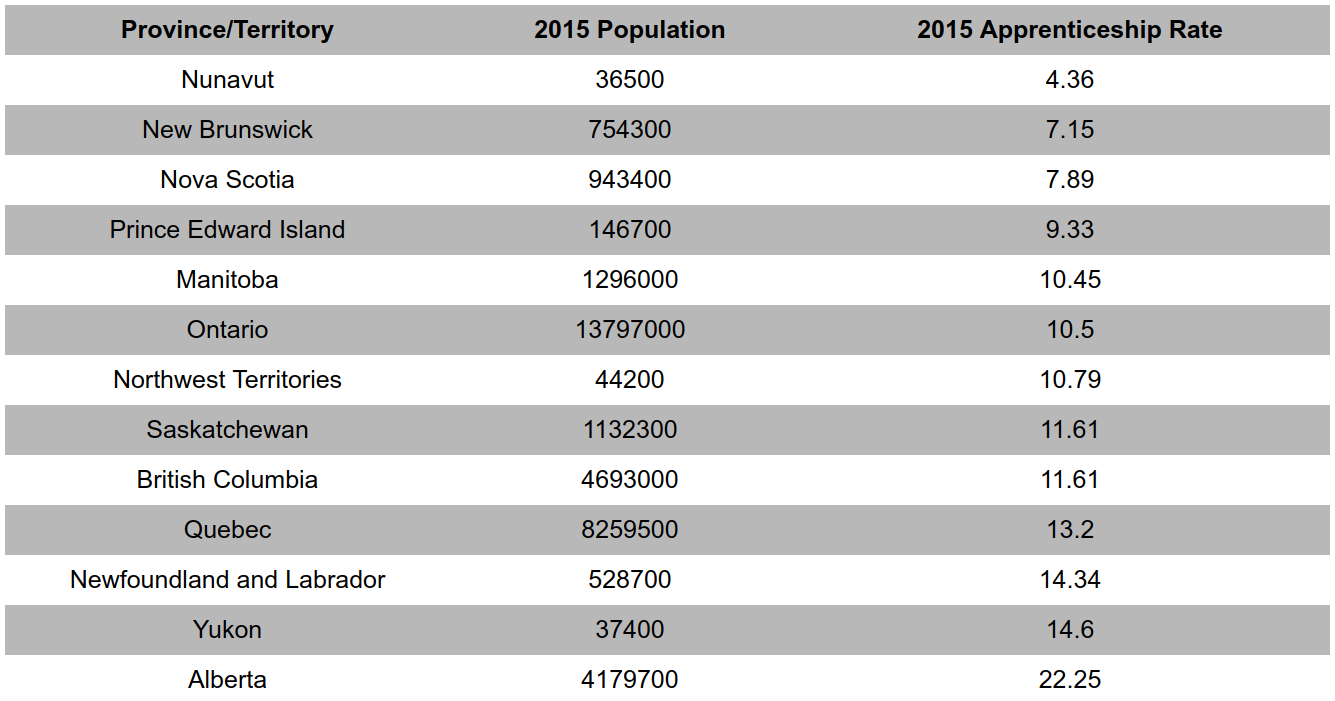 Province/Territory 2015 Population 2015 Apprenticeship Rate
Nunavut 36500 4.36
New Brunswick 754300 7.15
Nova Scotia 943400 7.89
Prince Edward Island 146700 9.33
Manitoba 1296000 10.45
Ontario 13797000 10.5
Northwest Territories 44200 10.79
Saskatchewan 1132300 11.61
British Columbia 4693000 11.61
Quebec 8259500 13.2
Newfoundland and Labrador 528700 14.34
Yukon 37400 14.6
Alberta 4179700 22.25